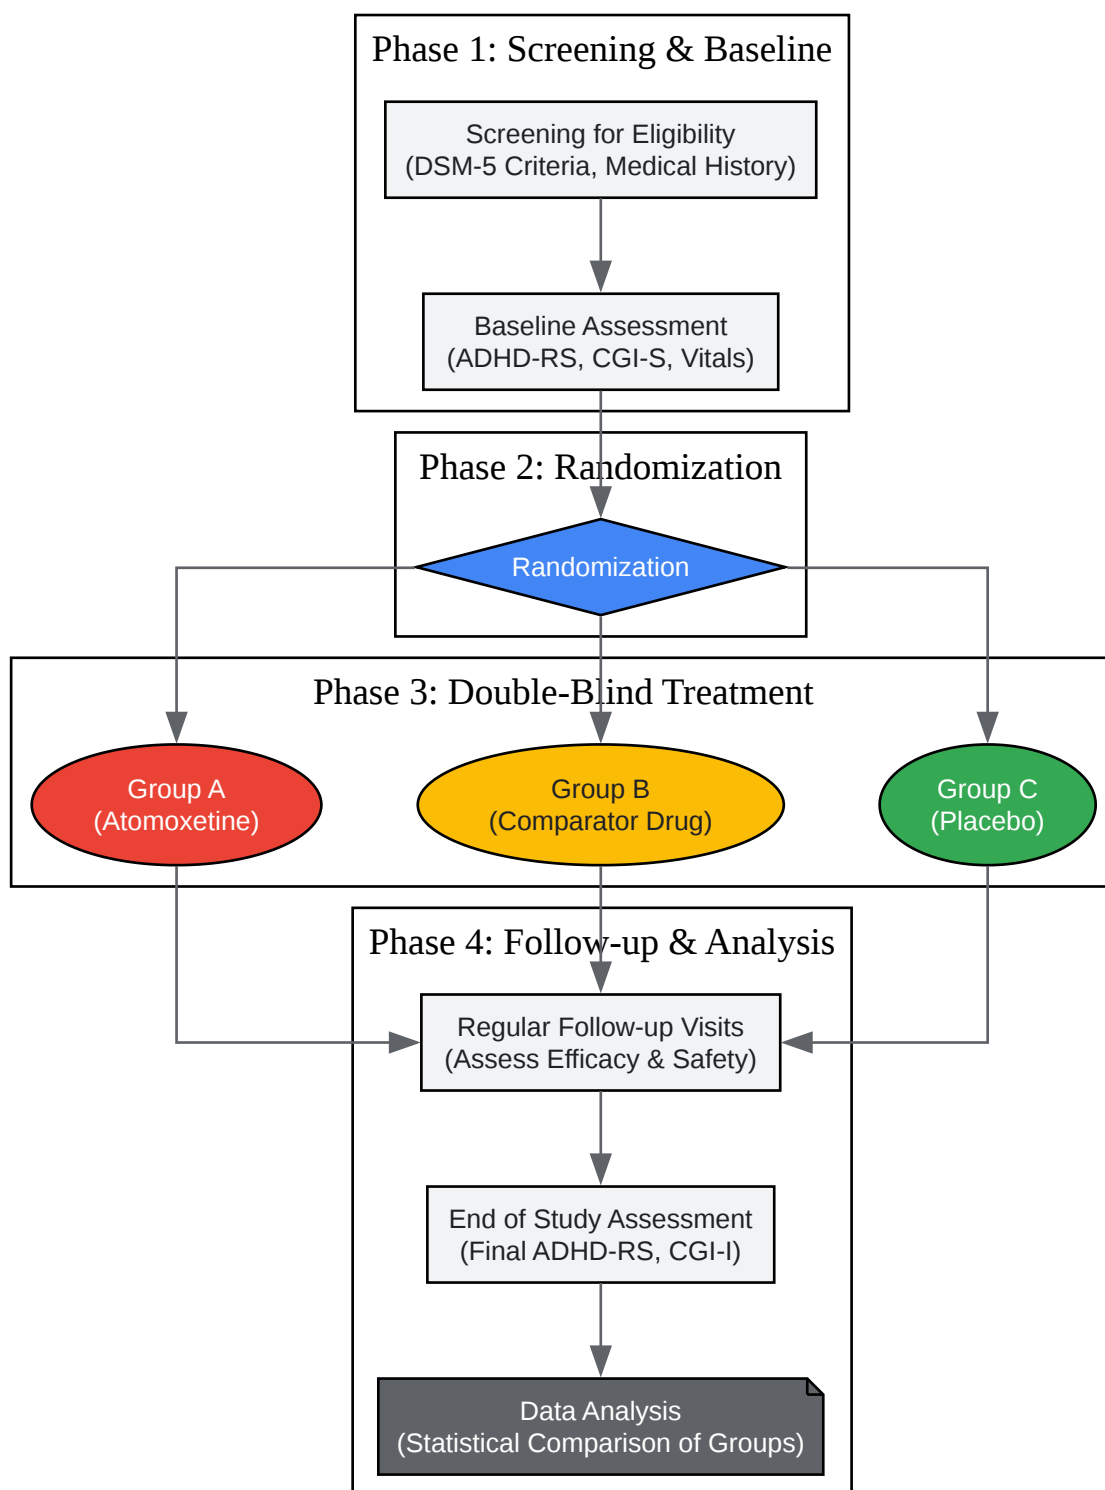 Phase 1: Screening & Baseline
Screening for Eligibility
(DSM-5 Criteria, Medical History)
Baseline Assessment
(ADHD-RS, CGI-S, Vitals)
Phase 2: Randomization
Randomization
Phase 3: Double-Blind Treatment
Group A
(Atomoxetine)
Group B
(Comparator Drug)
Group C
(Placebo)
Phase 4: Follow-up & Analysis
Regular Follow-up Visits
(Assess Efficacy & Safety)
End of Study Assessment
(Final ADHD-RS, CGI-I)
Data Analysis
(Statistical Comparison of Groups)